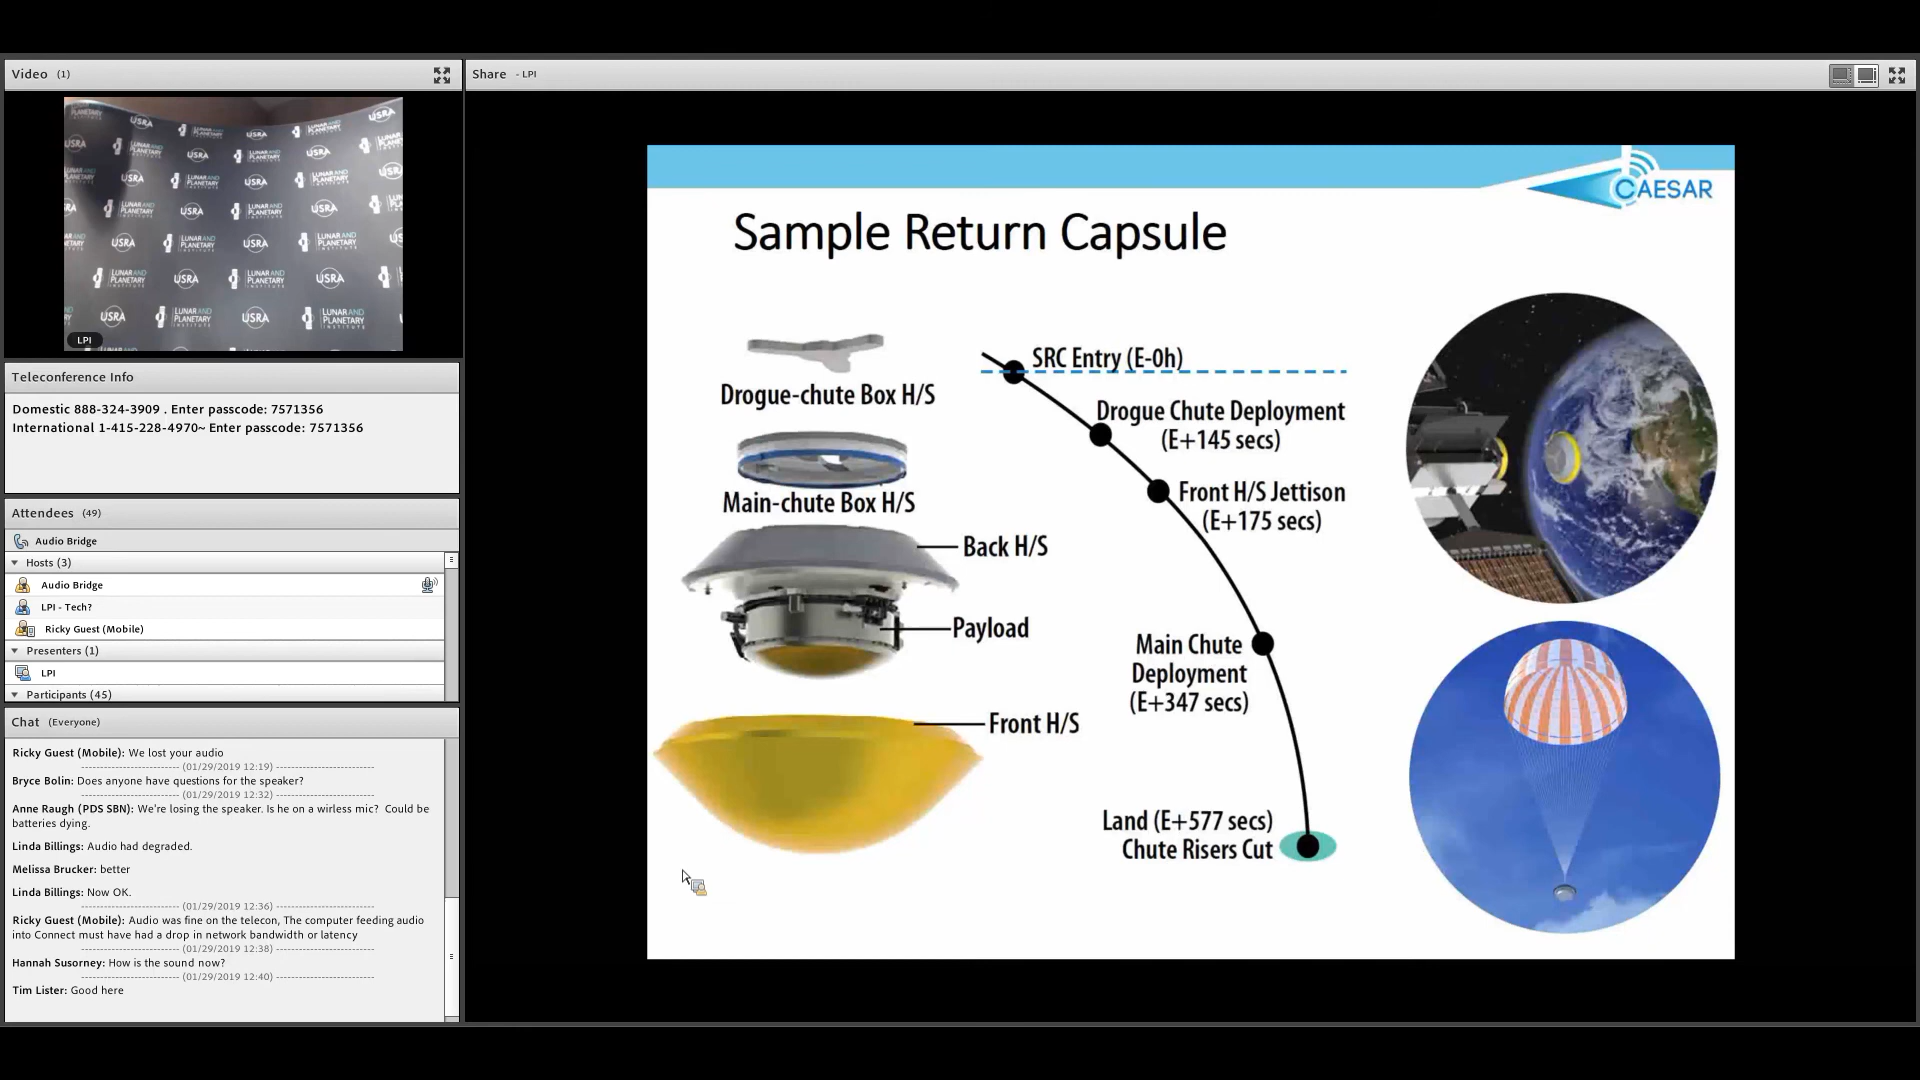 Video (1)
USRA
LUNAR AND PLANETARY INSTITUTE
LPI
Teleconference Info
Domestic 888-324-3909 . Enter passcode: 7571356
International 1-415-228-4970~ Enter passcode: 7571356
Attendees (49)
Audio Bridge
Hosts (3)
Audio Bridge
LPI - Tech?
Ricky Guest (Mobile)
Presenters (1)
LPI
Participants (45)
Chat (Everyone)
Ricky Guest (Mobile): We lost your audio
------------------------ (01/29/2019 12:19) ------------------------
Bryce Bolin: Does anyone have questions for the speaker?
------------------------ (01/29/2019 12:32) ------------------------
Anne Raugh (PDS SBN): We're losing the speaker. Is he on a wirless mic? Could be
batteries dying.
Linda Billings: Audio had degraded.
Melissa Brucker: better
Linda Billings: Now OK.
------------------------ (01/29/2019 12:36) ------------------------
Ricky Guest (Mobile): Audio was fine on the telecon, The computer feeding audio
into Connect must have had a drop in network bandwidth or latency
------------------------ (01/29/2019 12:38) ------------------------
Hannah Susorney: How is the sound now?
------------------------ (01/29/2019 12:40) ------------------------
Tim Lister: Good here
Share - LPI
CAESAR
Sample Return Capsule
Drogue-chute Box H/S
Main-chute Box H/S
Back H/S
Payload
Front H/S
SRC Entry (E-0h)
Drogue Chute Deployment
(E+145 secs)
Front H/S Jettison
(E+175 secs)
Main Chute
Deployment
(E+347 secs)
Land (E+577 secs)
Chute Risers Cut